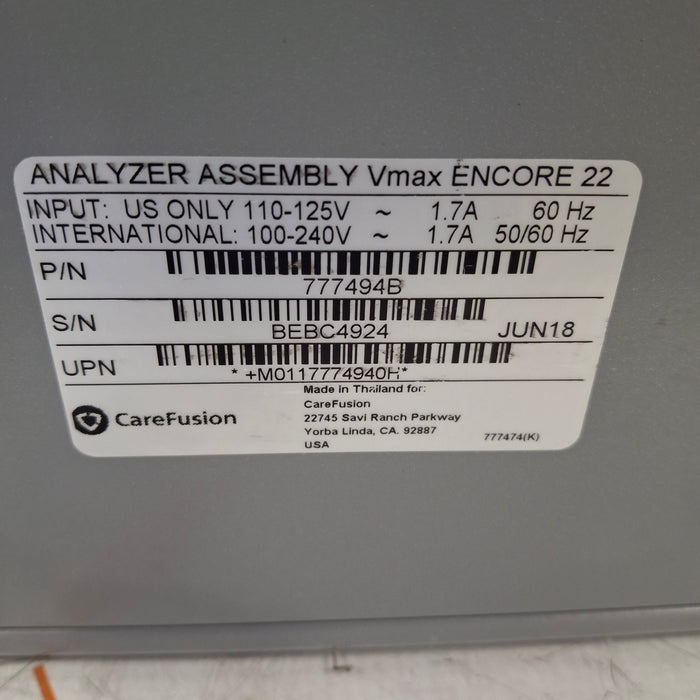 ANALYZER ASSEMBLY Vmax ENCORE 22
INPUT: US ONLY 110-125V ~ 1.7A 60 Hz
INTERNATIONAL: 100-240V ~ 1.7A 50/60 Hz
P/N
777494B
S/N
BEBC4924 JUN18
UPN
*+M0117774940H*
CareFusion
Made in Thailand for:
CareFusion
22745 Savi Ranch Parkway
Yorba Linda, CA. 92887
USA
777474(K)